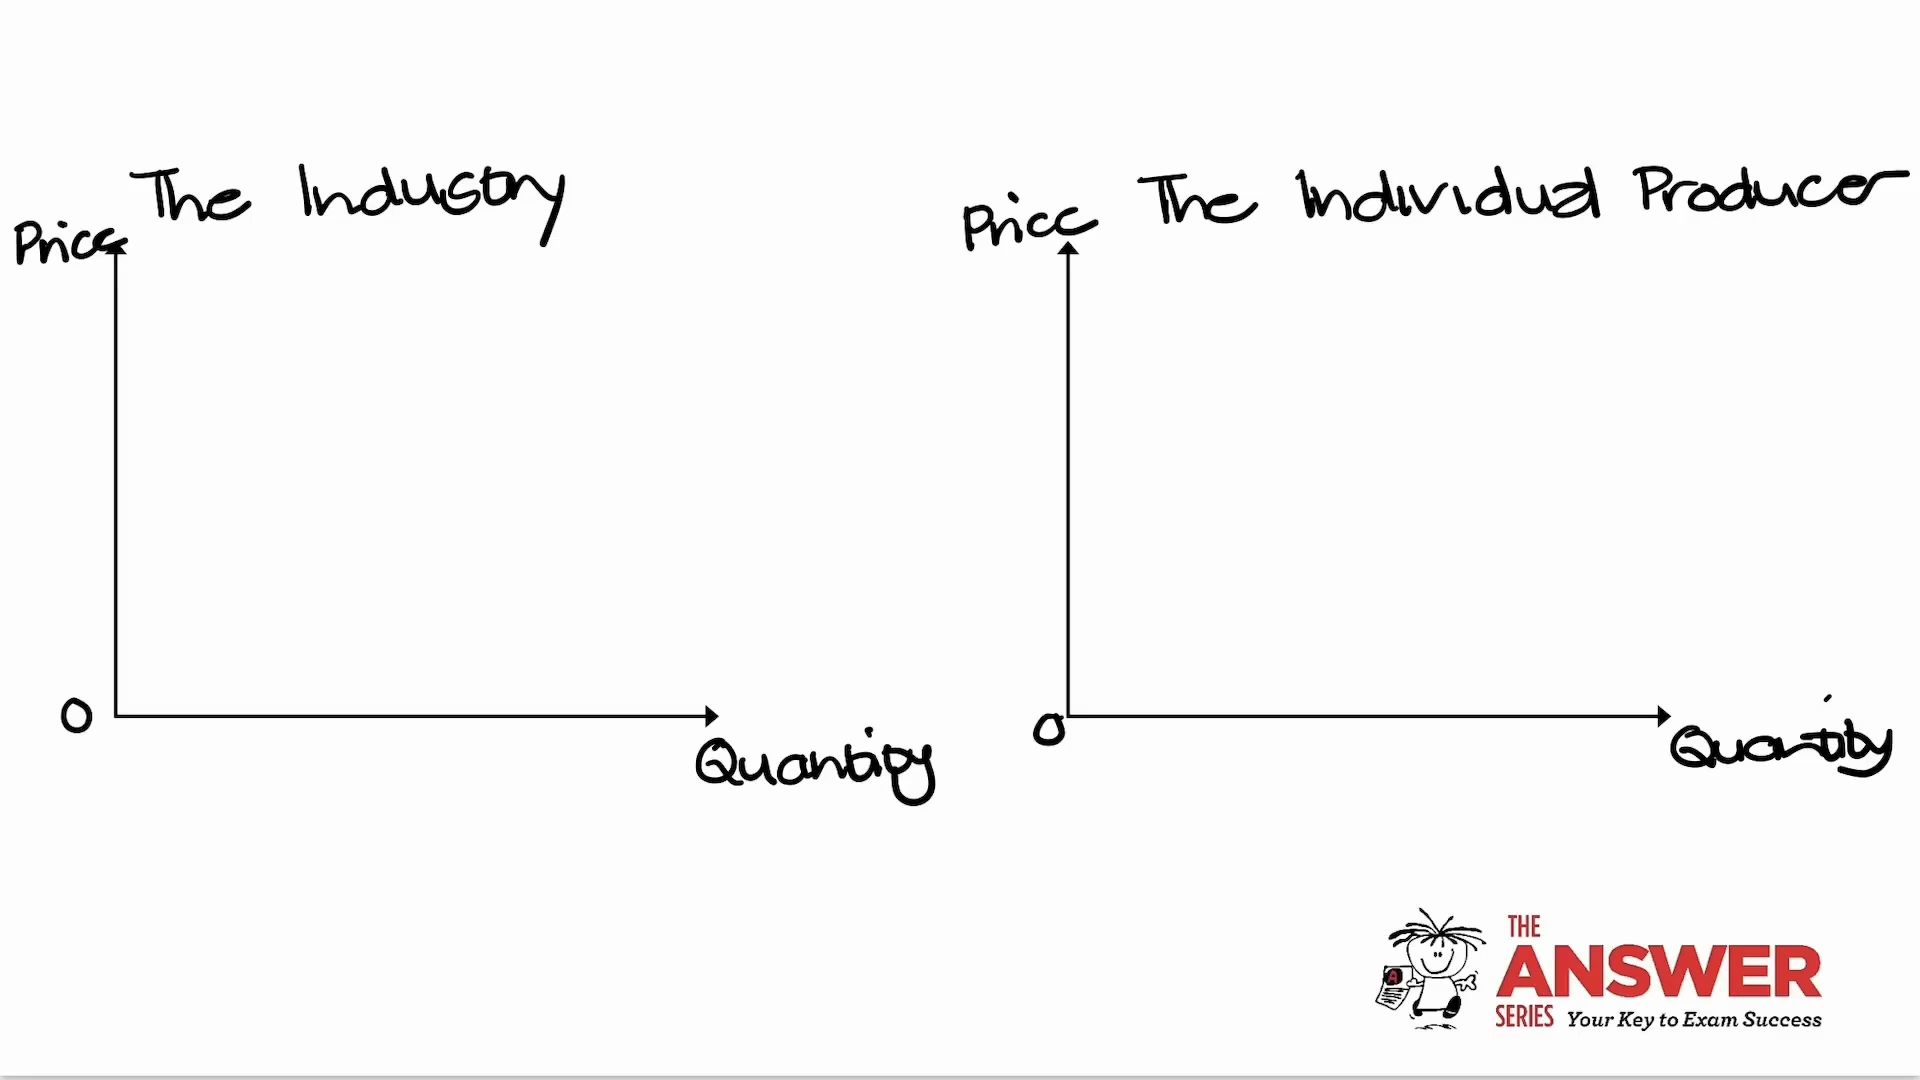 The Industry
Price
0
Quantity
The Individual Producer
Price
0
Quantity
A
THE
ANSWER
SERIES Your Key to Exam Success